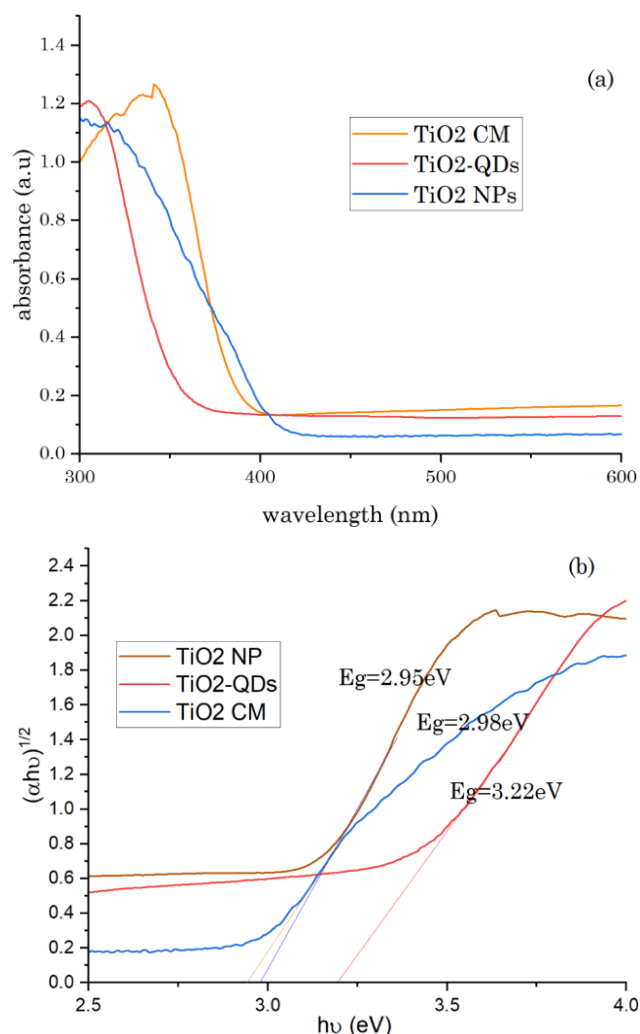 (a)
TiO2 CM
TiO2-QDs
TiO2 NPs
absorbance (a.u)
1.4
1.2
1.0
0.8
0.6
0.4
0.2
0.0
300 400 500 600
wavelength (nm)
(b)
TiO2 NP
TiO2-QDs
TiO2 CM
Eg=2.95eV
Eg=2.98eV
Eg=3.22eV
(αhυ)1/2
2.4
2.2
2.0
1.8
1.6
1.4
1.2
1.0
0.8
0.6
0.4
0.2
0.0
2.5 3.0 3.5 4.0
hυ (eV)